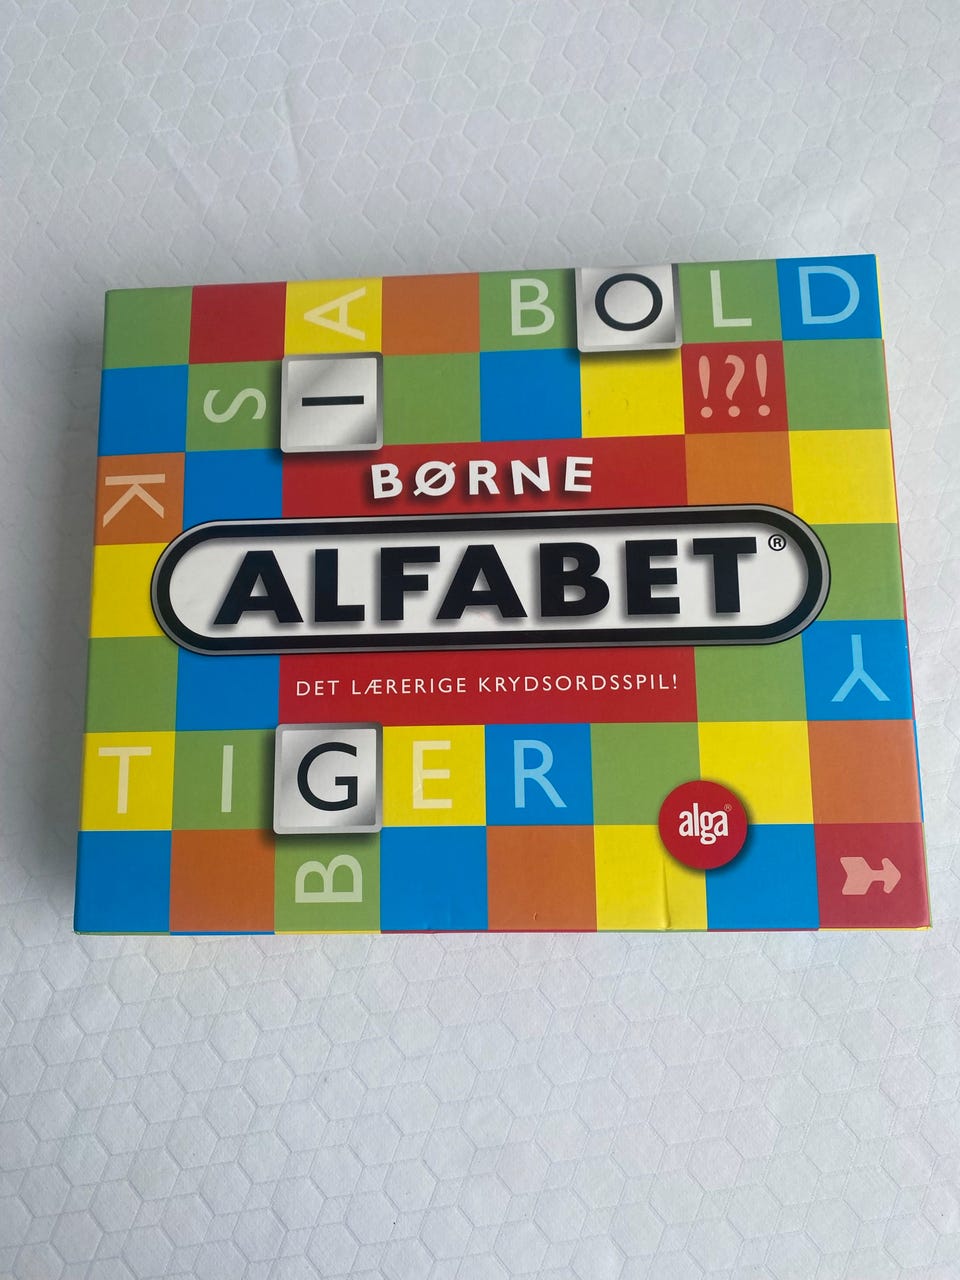 A
BOLD
S
I
!?!
K
BØRNE
ALFABET®
DET LÆRERIGE KRYDSORDSSPIL!
Y
TIGER
alga®
B